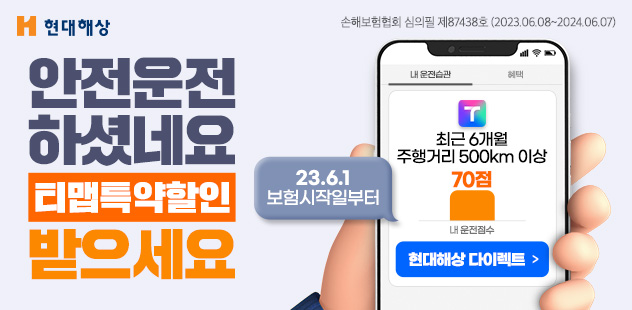 현대해상
손해보험협회 심의필 제87438호 (2023.06.08~2024.06.07)
안전운전
하셨네요
티맵특약할인
받으세요
23.6.1
보험시작일부터
내 운전습관
혜택
T
최근 6개월
주행거리 500km 이상
70점
내 운전점수
현대해상 다이렉트 >